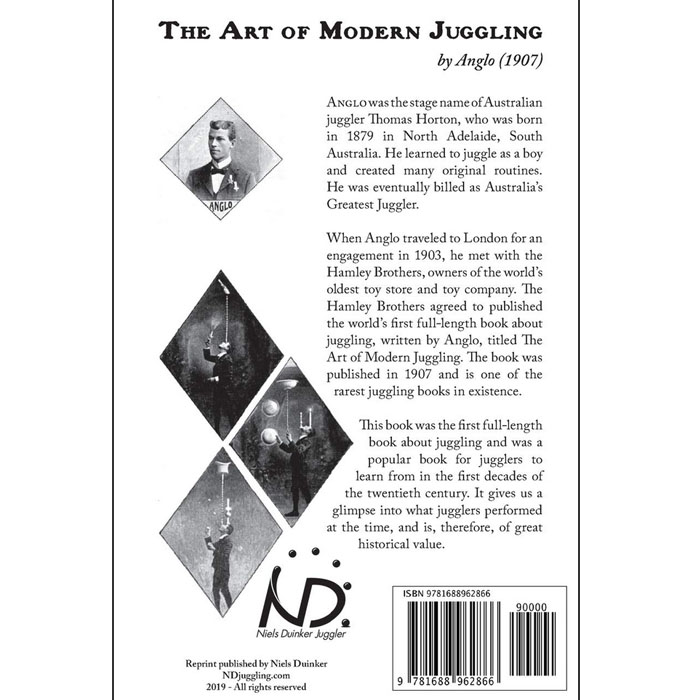 The Art of Modern Juggling
by Anglo (1907)
Anglo was the stage name of Australian
juggler Thomas Horton, who was born
in 1879 in North Adelaide, South
Australia. He learned to juggle as a boy
and created many original routines.
He was eventually billed as Australia's
Greatest Juggler.
ANGLO
When Anglo traveled to London for an
engagement in 1903, he met with the
Hamley Brothers, owners of the world's
oldest toy store and toy company. The
Hamley Brothers agreed to published
the world's first full-length book about
juggling, written by Anglo, titled The
Art of Modern Juggling. The book was
published in 1907 and is one of the
rarest juggling books in existence.
This book was the first full-length
book about juggling and was a
popular book for jugglers to
learn from in the first decades of
the twentieth century. It gives us a
glimpse into what jugglers performed
at the time, and is, therefore, of great
historical value.
ND
Niels Duinker Juggler
Reprint published by Niels Duinker
NDjuggling.com
2019 - All rights reserved
ISBN 9781688962866
90000
9 781688 962866